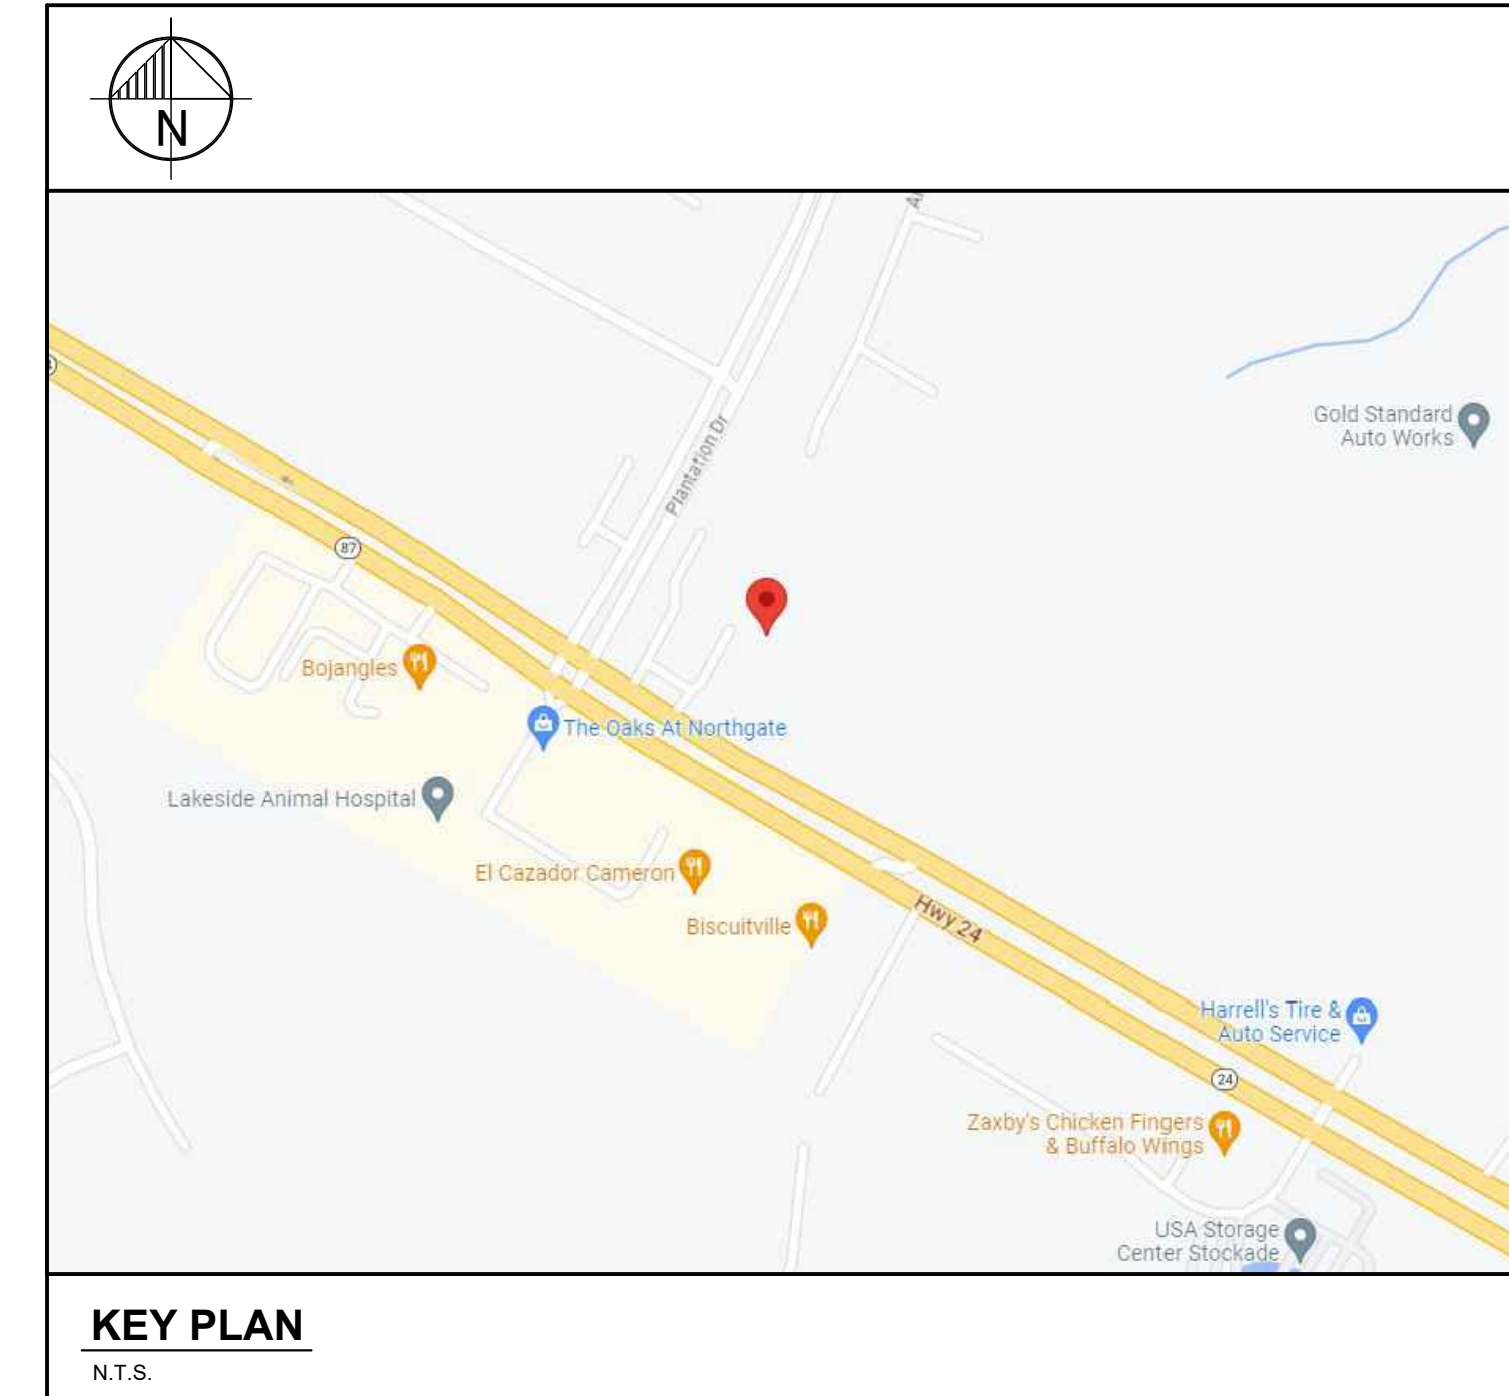 N
Plantation Dr
Gold Standard
Auto Works
87
Bojangles
The Oaks At Northgate
Lakeside Animal Hospital
El Cazador Cameron
Biscuitville
Hwy 24
Harrell's Tire &
Auto Service
24
Zaxby's Chicken Fingers
& Buffalo Wings
USA Storage
Center Stockade
KEY PLAN
N.T.S.